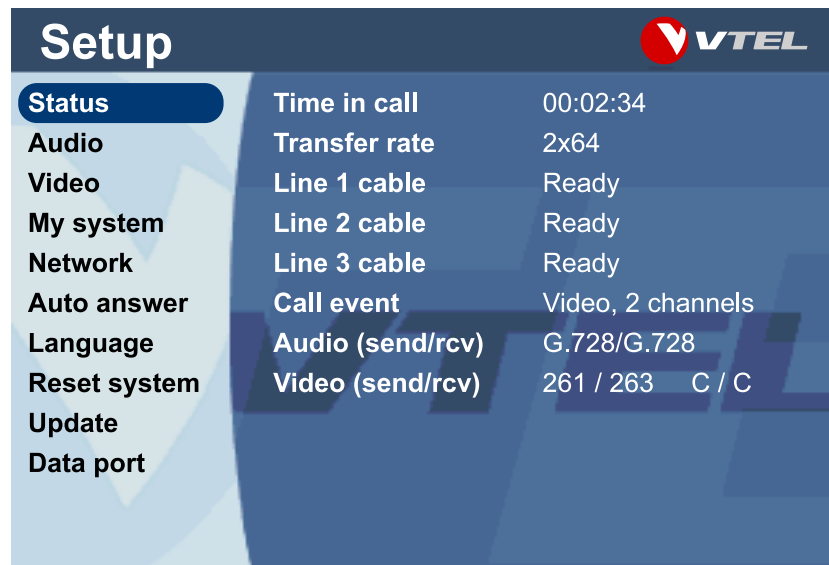 Setup
VTEL
Status
Audio
Video
My system
Network
Auto answer
Language
Reset system
Update
Data port
Time in call 00:02:34
Transfer rate 2x64
Line 1 cable Ready
Line 2 cable Ready
Line 3 cable Ready
Call event Video, 2 channels
Audio (send/rcv) G.728/G.728
Video (send/rcv) 261 / 263 C / C
VTEL